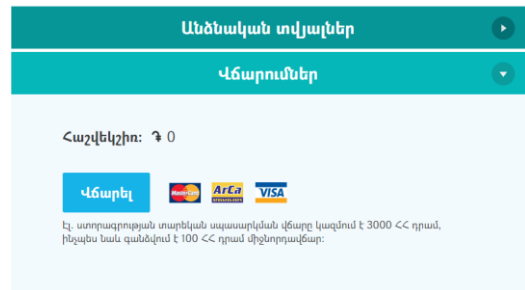 Անձնական տվյալներ
Վճարումներ
Հաշվեկշիռ: ֏ 0
Վճարել MasterCard ArCa VISA
Էլ. ստորագրության տարեկան սպասարկման վճարը կազմում է 3000 ՀՀ դրամ,
ինչպես նաև գանձվում է 100 ՀՀ դրամ միջնորդավճար: